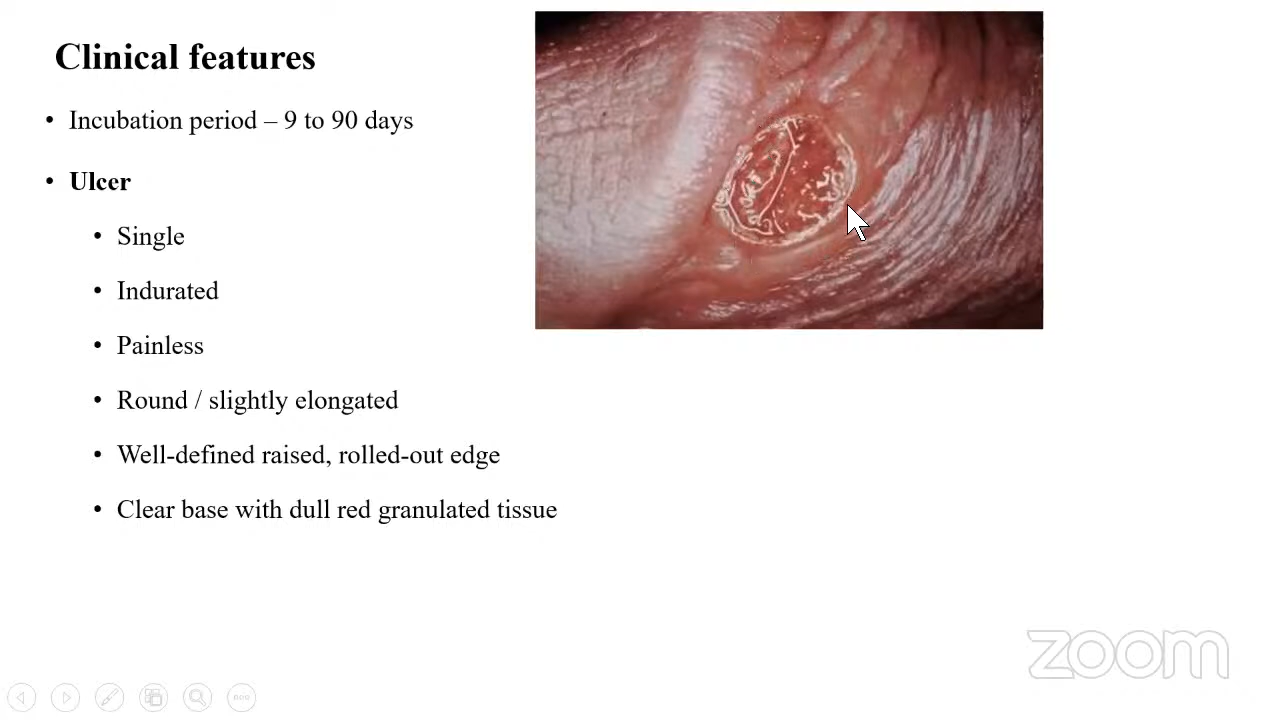 Clinical features
• Incubation period – 9 to 90 days
• Ulcer
• Single
• Indurated
• Painless
• Round / slightly elongated
• Well-defined raised, rolled-out edge
• Clear base with dull red granulated tissue
zoom